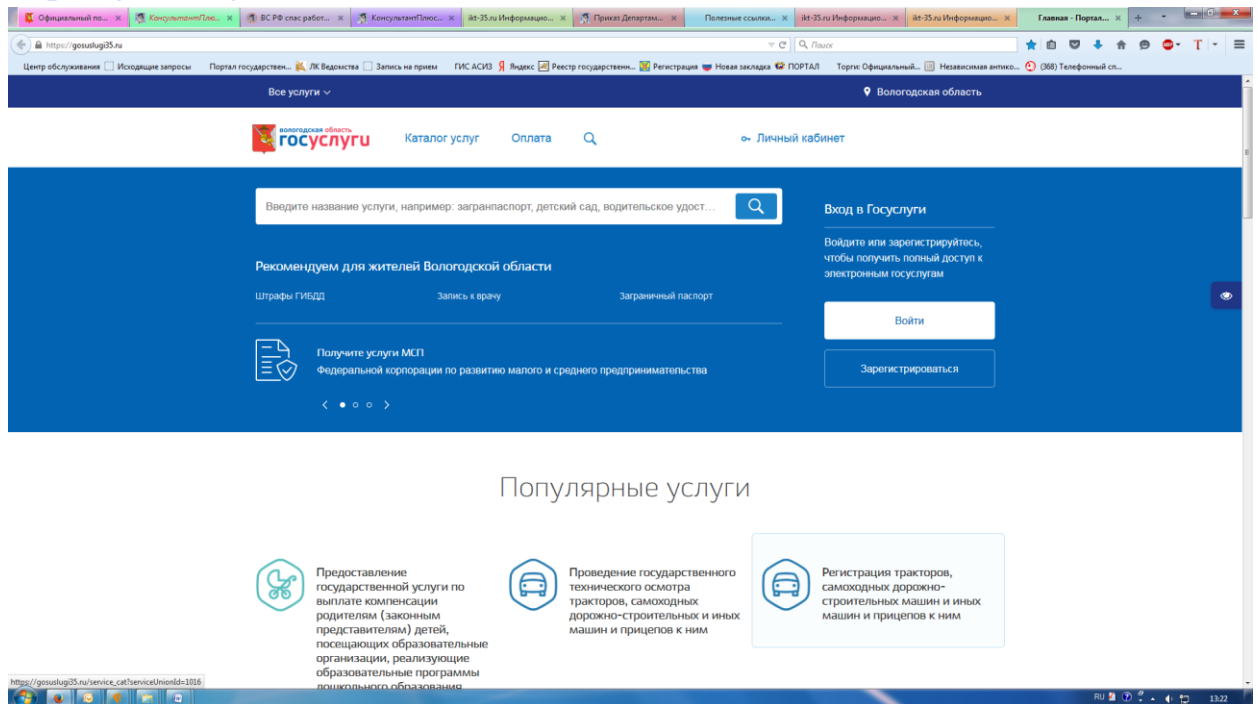 Официальный по...
КонсультантПлю...
ВС РФ спас работ...
КонсультантПлюс...
ikt-35.ru Информацио...
Приказ Департам...
Полезные ссылки...
ikt-35.ru Информацио...
ikt-35.ru Информацио...
Главная - Портал...
https://gosuslugi35.ru
Поиск
Центр обслуживания
Исходящие запросы
Портал государствен...
ЛК Ведомства
Запись на прием
ГИС АСИЗ
Яндекс
Реестр государственн...
Регистрация
Новая закладка
ПОРТАЛ
Торги: Официальный...
Независимая антико...
(368) Телефонный сп...
Все услуги
Вологодская область
вологодская область
госуслуги
Каталог услуг
Оплата
Личный кабинет
Введите название услуги, например: загранпаспорт, детский сад, водительское удост...
Вход в Госуслуги
Войдите или зарегистрируйтесь,
чтобы получить полный доступ к
электронным госуслугам
Рекомендуем для жителей Вологодской области
Штрафы ГИБДД
Запись к врачу
Заграничный паспорт
Войти
Зарегистрироваться
Получите услуги МСП
Федеральной корпорации по развитию малого и среднего предпринимательства
Популярные услуги
Предоставление
государственной услуги по
выплате компенсации
родителям (законным
представителям) детей,
посещающих образовательные
организации, реализующие
образовательные программы
дошкольного образования
Проведение государственного
технического осмотра
тракторов, самоходных
дорожно-строительных и иных
машин и прицепов к ним
Регистрация тракторов,
самоходных дорожно-
строительных машин и иных
машин и прицепов к ним
https://gosuslugi35.ru/service_cat?serviceUnionId=1016
RU
13:22